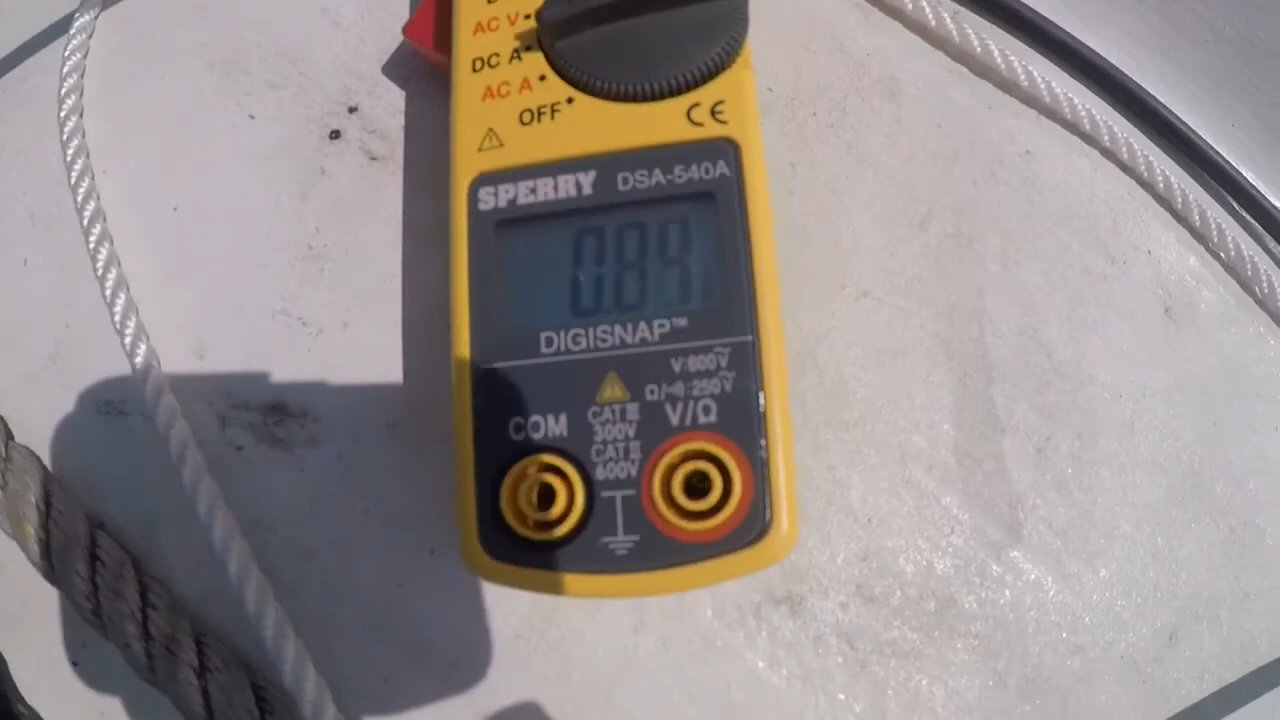 AC V
DC A
AC A
OFF
CE
SPERRY DSA-540A
0.84
DIGISNAP™
V:600V
Ω/ :250V
COM
CAT III
300V
CAT II
600V
V/Ω